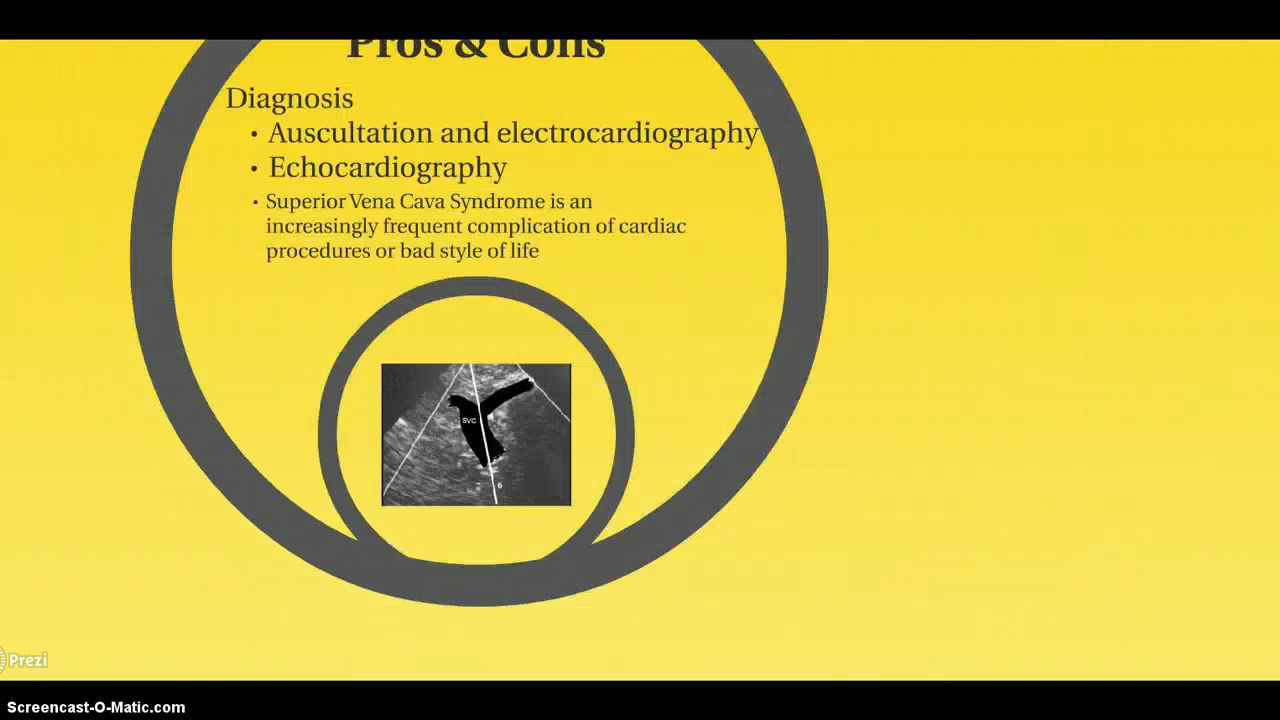 Pros & Cons
Diagnosis
• Auscultation and electrocardiography
• Echocardiography
• Superior Vena Cava Syndrome is an
increasingly frequent complication of cardiac
procedures or bad style of life
SVC
6
Prezi
Screencast-O-Matic.com